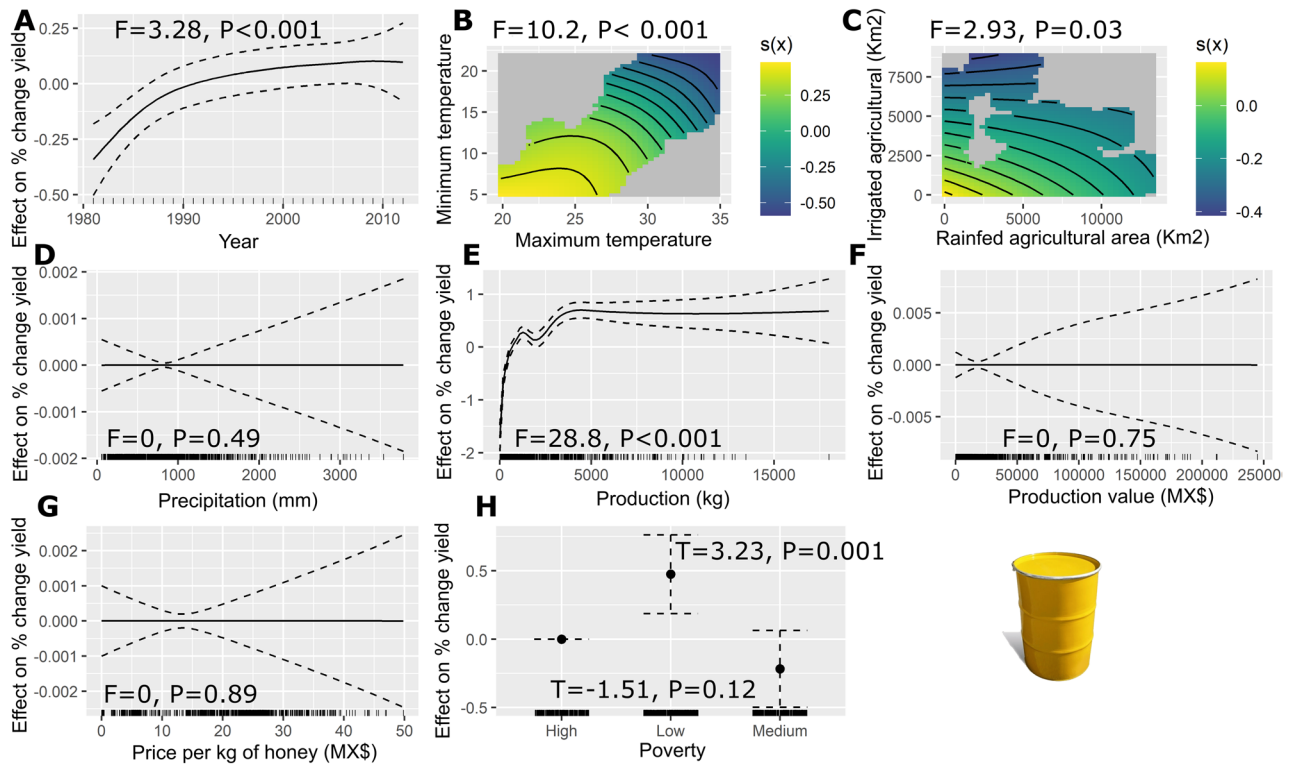 A
F=3.28, P<0.001
Effect on % change yield
0.25
0.00
-0.25
-0.50
1980
1990
2000
2010
Year
B
F=10.2, P< 0.001
Minimum temperature
20
15
10
5
20
25
30
35
Maximum temperature
s(x)
0.25
0.00
-0.25
-0.50
C
F=2.93, P=0.03
Irrigated agricultural (Km2)
7500
5000
2500
0
0
5000
10000
Rainfed agricultural area (Km2)
s(x)
0.0
-0.2
-0.4
D
Effect on % change yield
0.002
0.001
0.000
-0.001
-0.002
F=0, P=0.49
0
1000
2000
3000
Precipitation (mm)
E
Effect on % change yield
1
0
-1
-2
F=28.8, P<0.001
0
5000
10000
15000
Production (kg)
F
Effect on % change yield
0.005
0.000
-0.005
F=0, P=0.75
0
50000
100000
150000
200000
250000
Production value (MX$)
G
Effect on % change yield
0.002
0.001
0.000
-0.001
-0.002
F=0, P=0.89
0
10
20
30
40
50
Price per kg of honey (MX$)
H
Effect on % change yield
0.5
0.0
-0.5
T=3.23, P=0.001
T=-1.51, P=0.12
High
Low
Medium
Poverty